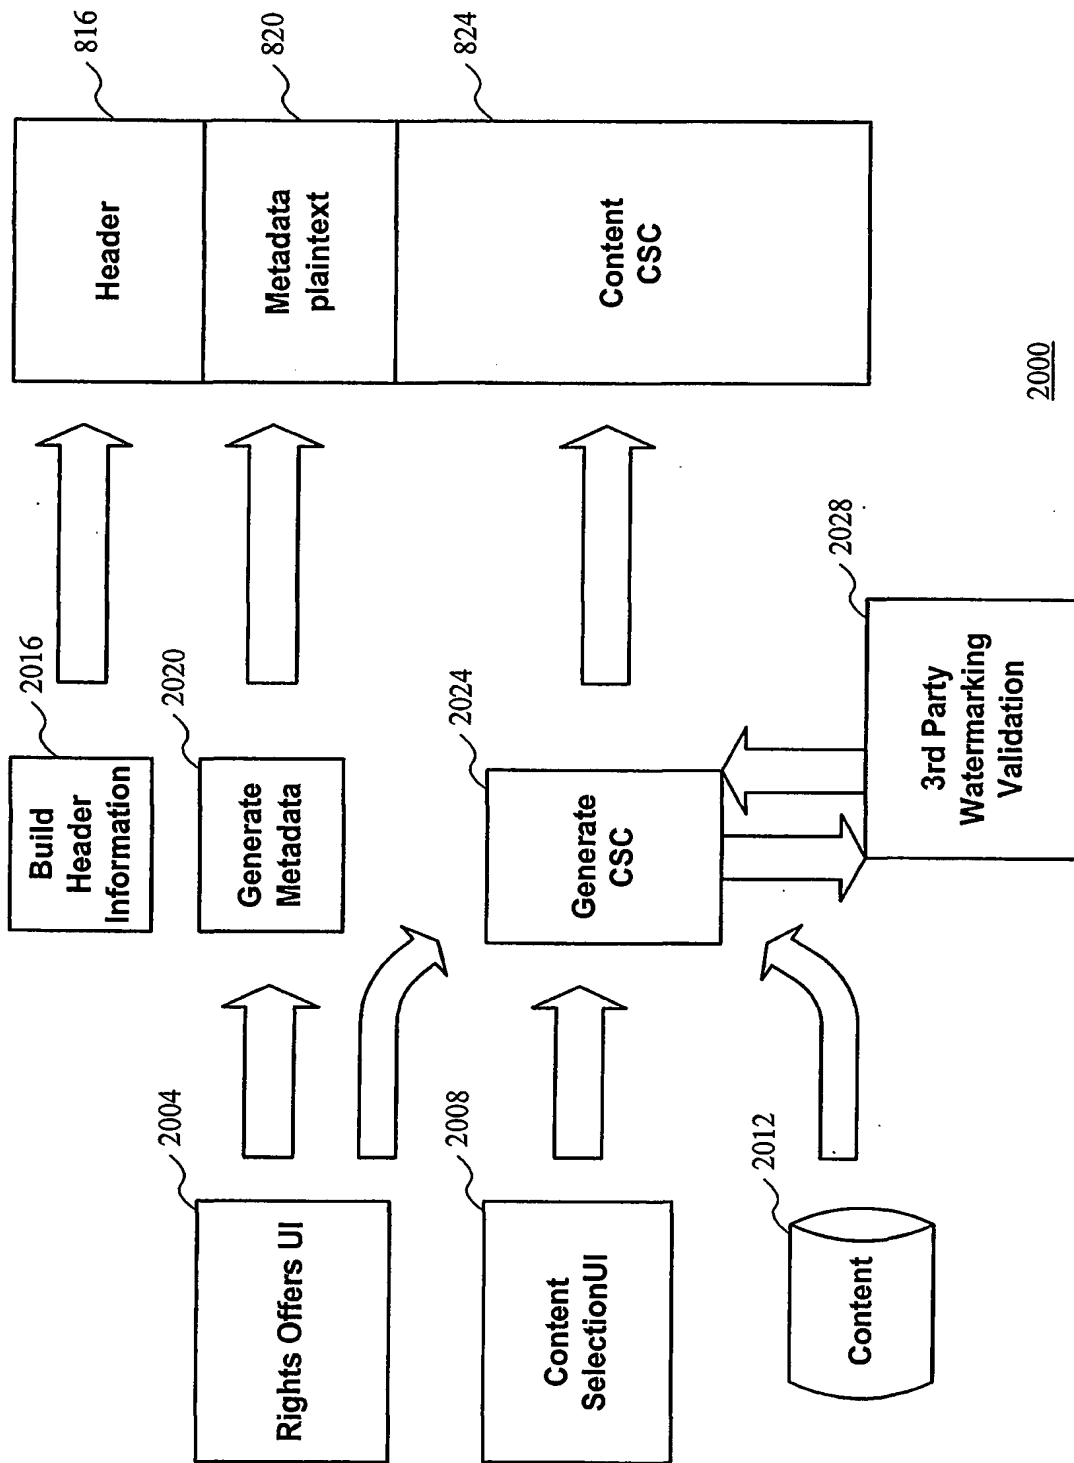 Rights Offers UI
2004
Content
SelectionUI
2008
Content
2012
Build
Header
Information
2016
Generate
Metadata
2020
Generate
CSC
2024
3rd Party
Watermarking
Validation
2028
Header
816
Metadata
plaintext
820
Content
CSC
824
2000